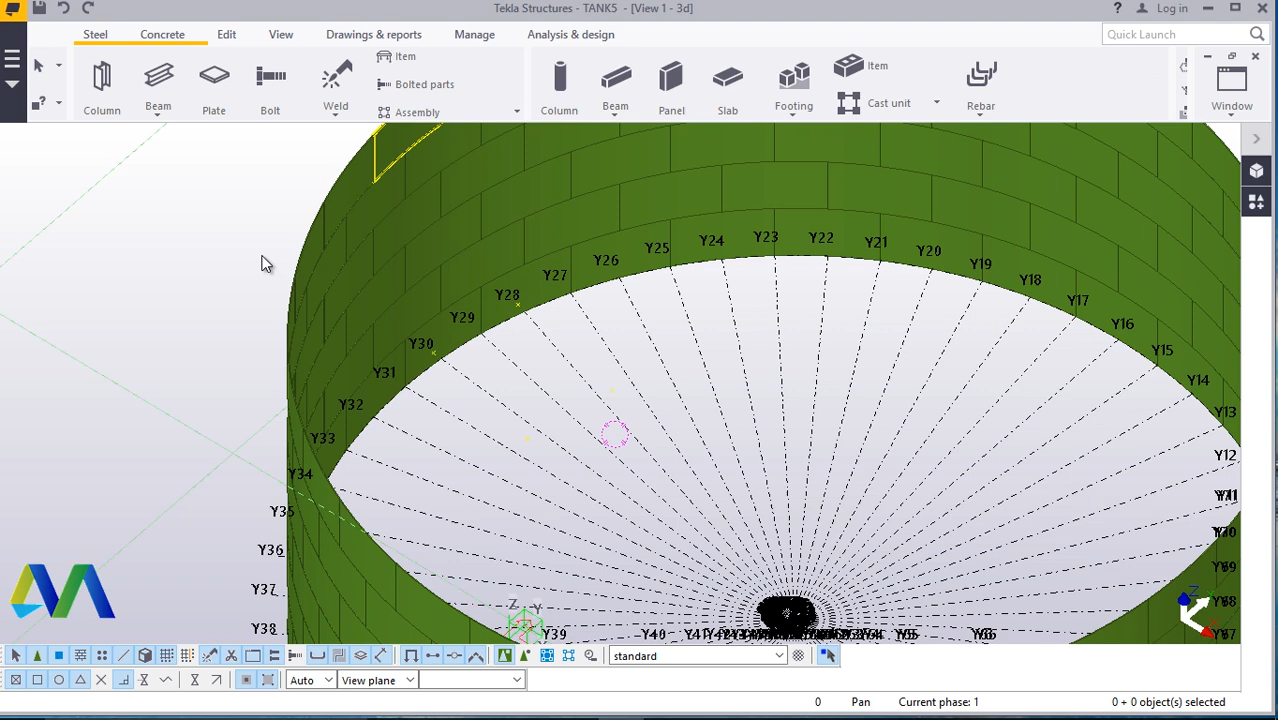 Tekla Structures - TANK5 - [View 1 - 3d]
? Log in
Steel Concrete Edit View Drawings & reports Manage Analysis & design
Quick Launch
Item
Bolted parts
Assembly
Column Beam Plate Bolt Weld
Column Beam Panel Slab Footing
Item
Cast unit
Rebar
Window
Y23 Y22
Y24 Y21
Y25 Y20
Y26 Y19
Y27 Y18
Y28 Y17
Y29 Y16
Y30 Y15
Y31 Y14
Y32 Y13
Y33 Y12
Y34
Y35
Y36
Y37
Y38
Z Y
Y39 Y40
Z
standard
Auto View plane
0 Pan Current phase: 1 0 + 0 object(s) selected